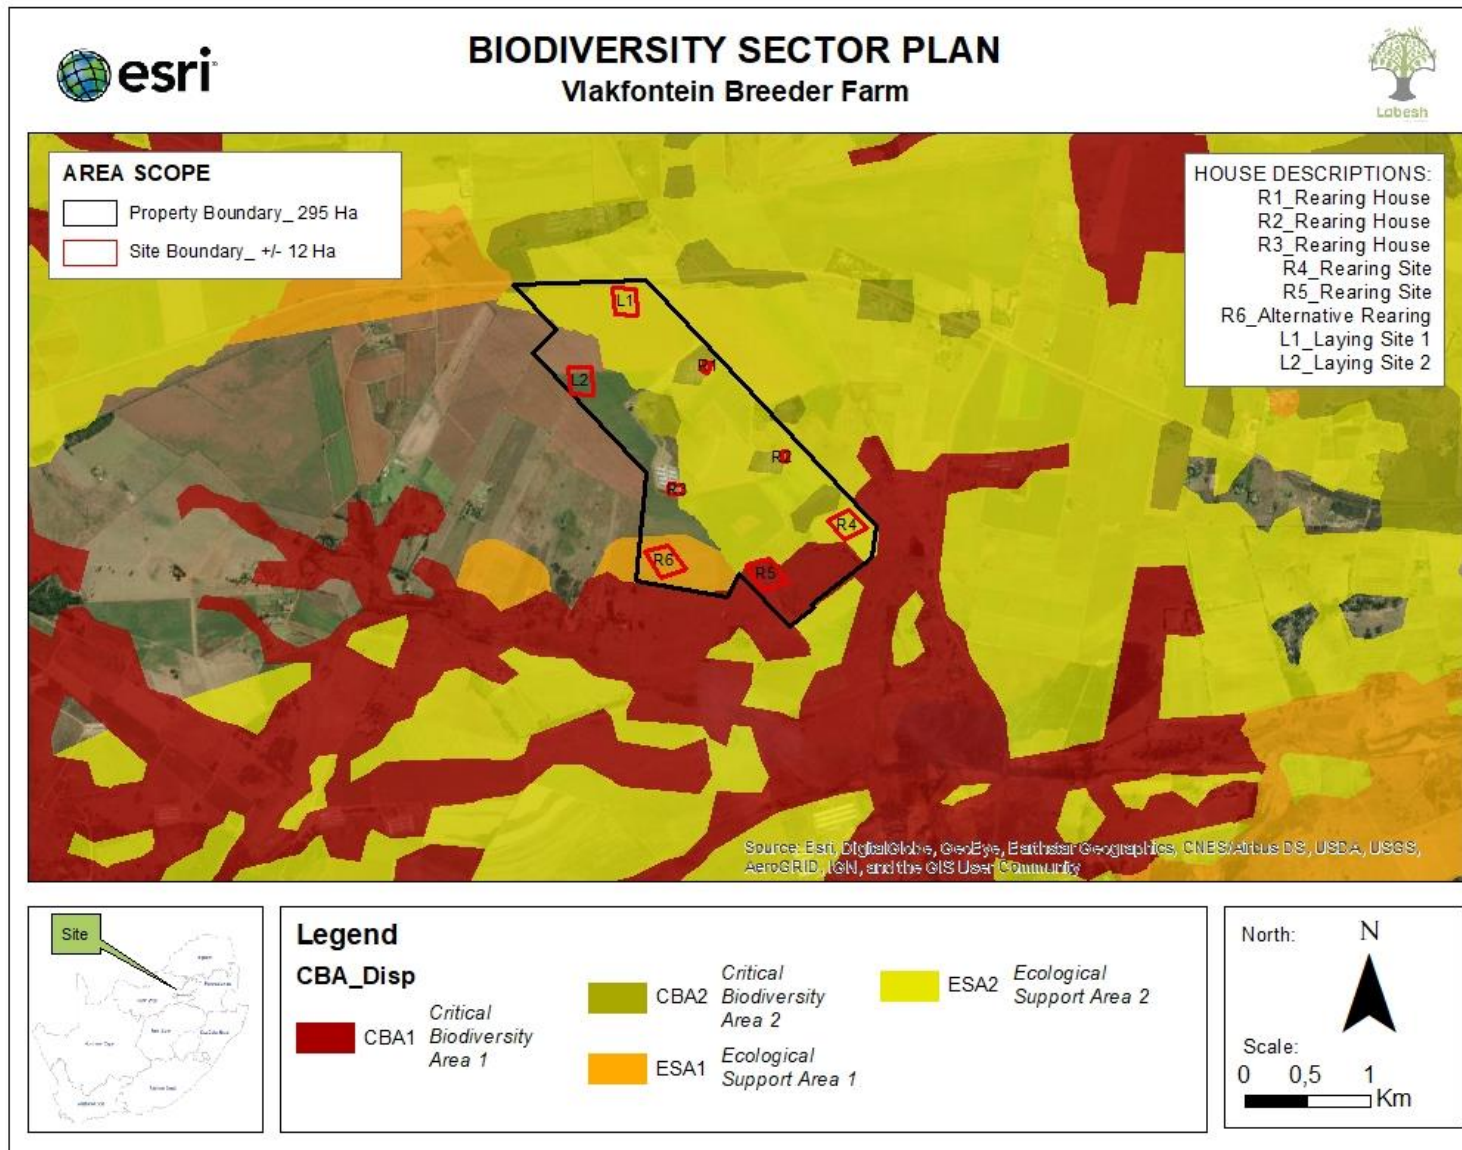 esri
BIODIVERSITY SECTOR PLAN
Vlakfontein Breeder Farm
Labesh
AREA SCOPE
Property Boundary_ 295 Ha
Site Boundary_ +/- 12 Ha
HOUSE DESCRIPTIONS:
R1_Rearing House
R2_Rearing House
R3_Rearing House
R4_Rearing Site
R5_Rearing Site
R6_Alternative Rearing
L1_Laying Site 1
L2_Laying Site 2
L1
R1
L2
R2
R3
R4
R6
R5
Source: Esri, DigitalGlobe, GeoEye, Earthstar Geographics, CNES/Airbus DS, USDA, USGS,
AeroGRID, IGN, and the GIS User Community
Site
Legend
CBA_Disp
CBA1 Critical
Biodiversity
Area 1
CBA2 Critical
Biodiversity
Area 2
ESA1 Ecological
Support Area 1
ESA2 Ecological
Support Area 2
North:
N
Scale:
0 0,5 1
Km